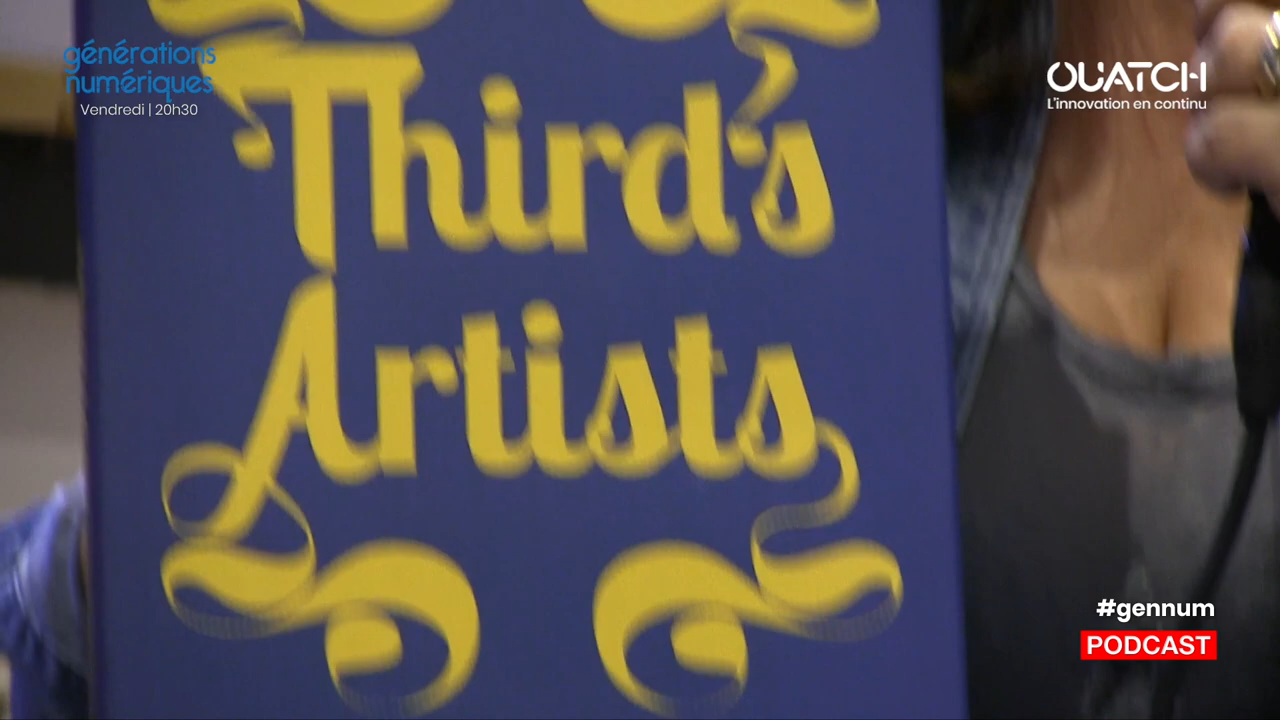 générations
numériques
Vendredi | 20h30
OUATCH
L'innovation en continu
Third's
Artists
#gennum
PODCAST